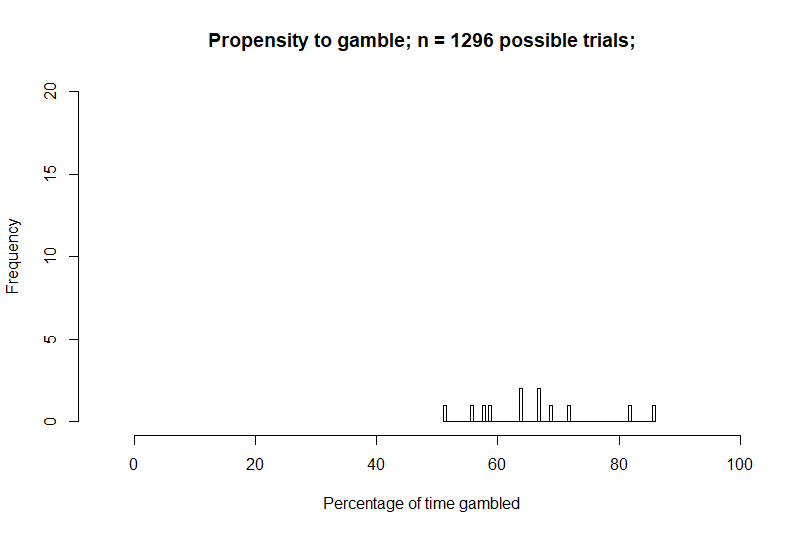 Propensity to gamble; n = 1296 possible trials;
Frequency
20
15
10
5
0
0 20 40 60 80 100
Percentage of time gambled